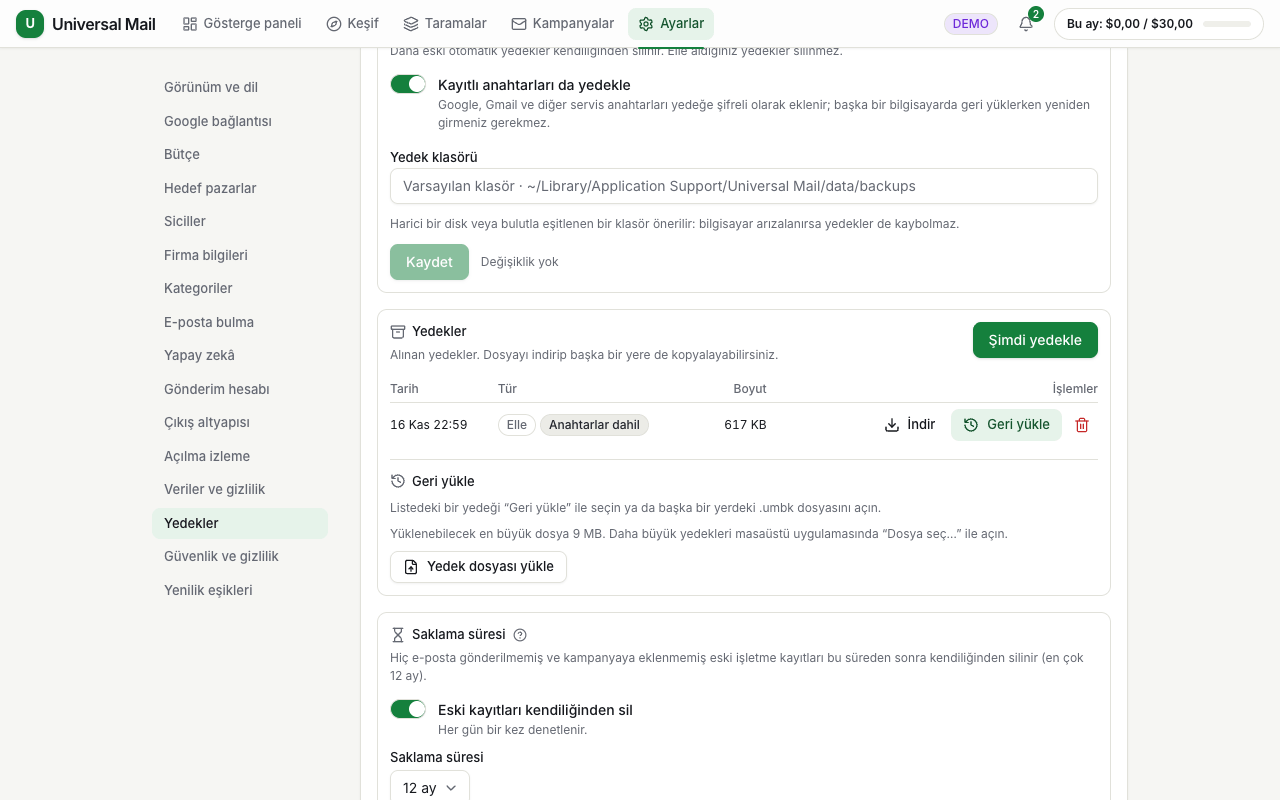 U Universal Mail Gösterge paneli Keşif Taramalar Kampanyalar Ayarlar DEMO 2 Bu ay: $0,00 / $30,00
Daha eski otomatik yedekler kendiliğinden silinir. Elle aldığınız yedekler silinmez.
Görünüm ve dil
Google bağlantısı
Bütçe
Hedef pazarlar
Siciller
Firma bilgileri
Kategoriler
E-posta bulma
Yapay zekâ
Gönderim hesabı
Çıkış altyapısı
Açılma izleme
Veriler ve gizlilik
Yedekler
Güvenlik ve gizlilik
Yenilik eşikleri
Kayıtlı anahtarları da yedekle
Google, Gmail ve diğer servis anahtarları yedeğe şifreli olarak eklenir; başka bir bilgisayarda geri yüklerken yeniden
girmeniz gerekmez.
Yedek klasörü
Varsayılan klasör · ~/Library/Application Support/Universal Mail/data/backups
Harici bir disk veya bulutla eşitlenen bir klasör önerilir: bilgisayar arızalanırsa yedekler de kaybolmaz.
Kaydet Değişiklik yok
Yedekler
Alınan yedekler. Dosyayı indirip başka bir yere de kopyalayabilirsiniz.
Şimdi yedekle
Tarih Tür Boyut İşlemler
16 Kas 22:59 Elle Anahtarlar dahil 617 KB İndir Geri yükle
Geri yükle
Listedeki bir yedeği “Geri yükle” ile seçin ya da başka bir yerdeki .umbk dosyasını açın.
Yüklenebilecek en büyük dosya 9 MB. Daha büyük yedekleri masaüstü uygulamasında “Dosya seç…” ile açın.
Yedek dosyası yükle
Saklama süresi ?
Hiç e-posta gönderilmemiş ve kampanyaya eklenmemiş eski işletme kayıtları bu süreden sonra kendiliğinden silinir (en çok
12 ay).
Eski kayıtları kendiliğinden sil
Her gün bir kez denetlenir.
Saklama süresi
12 ay